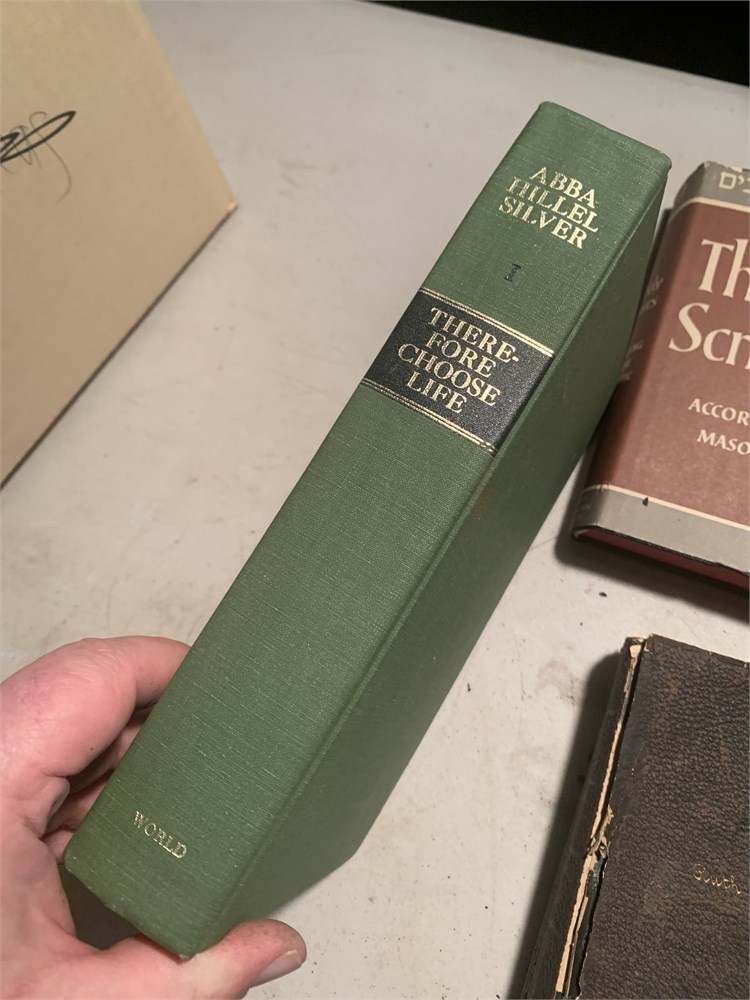 ABBA
HILLEL
SILVER
1
THERE-
FORE
CHOOSE
LIFE
WORLD
Th
Scr
ACCOR
MASO